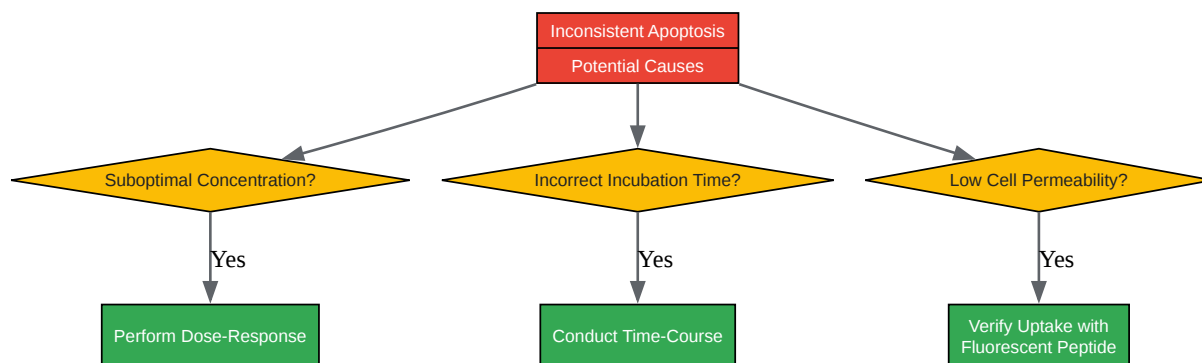 Inconsistent Apoptosis
Potential Causes
Suboptimal Concentration?
Incorrect Incubation Time?
Low Cell Permeability?
Yes
Yes
Yes
Perform Dose-Response
Conduct Time-Course
Verify Uptake with
Fluorescent Peptide